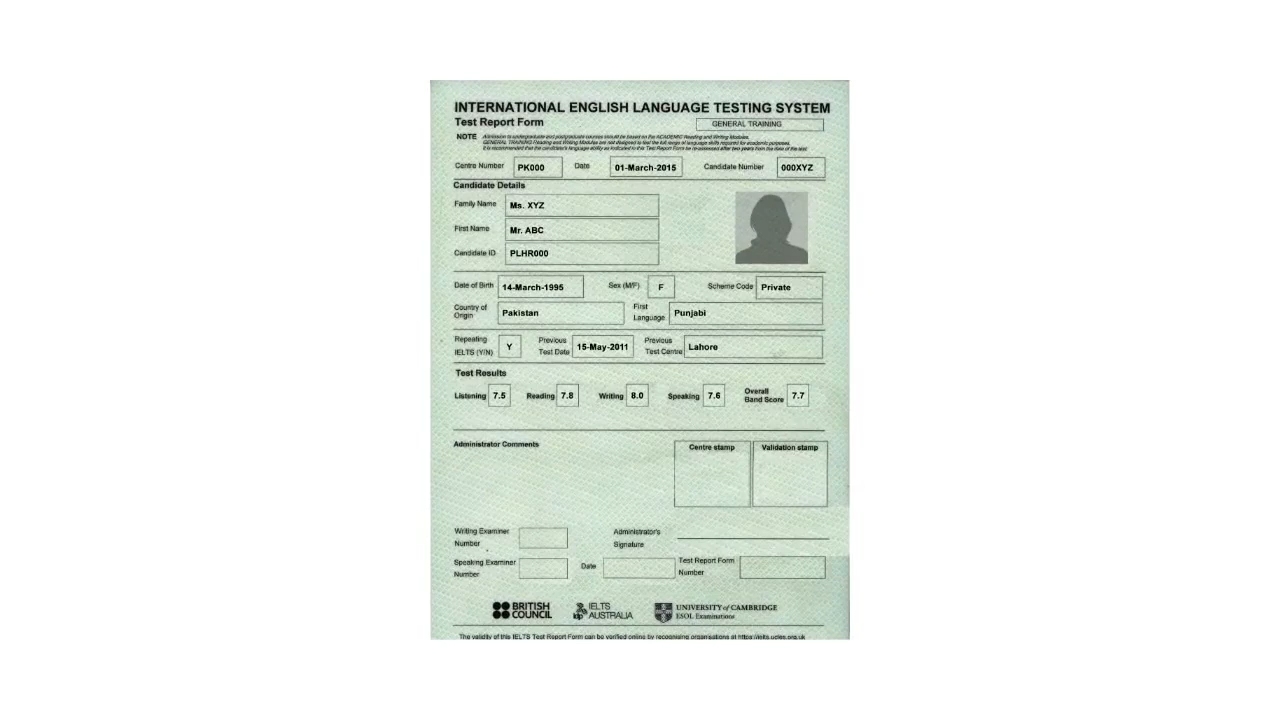 INTERNATIONAL ENGLISH LANGUAGE TESTING SYSTEM
Test Report Form GENERAL TRAINING
NOTE Admission to undergraduate and postgraduate courses should be based on the ACADEMIC Reading and Writing Modules.
GENERAL TRAINING Reading and Writing Modules are not designed to test the full range of language skills required for academic purposes.
It is recommended that the candidate's language ability as indicated in this Test Report Form be re-assessed after two years from the date of the test.
Centre Number PK000 Date 01-March-2015 Candidate Number 000XYZ
Candidate Details
Family Name Ms. XYZ
First Name Mr. ABC
Candidate ID PLHR000
Date of Birth 14-March-1995 Sex (M/F) F Scheme Code Private
Country of Origin Pakistan First Language Punjabi
Repeating IELTS (Y/N) Y Previous Test Date 15-May-2011 Previous Test Centre Lahore
Test Results
Listening 7.5 Reading 7.8 Writing 8.0 Speaking 7.6 Overall Band Score 7.7
Administrator Comments Centre stamp Validation stamp
Writing Examiner Number Administrator's Signature
Speaking Examiner Number Date Test Report Form Number
BRITISH COUNCIL idp IELTS AUSTRALIA UNIVERSITY of CAMBRIDGE ESOL Examinations
The validity of this IELTS Test Report Form can be verified online by recognising organisations at https://ielts.ucles.org.uk